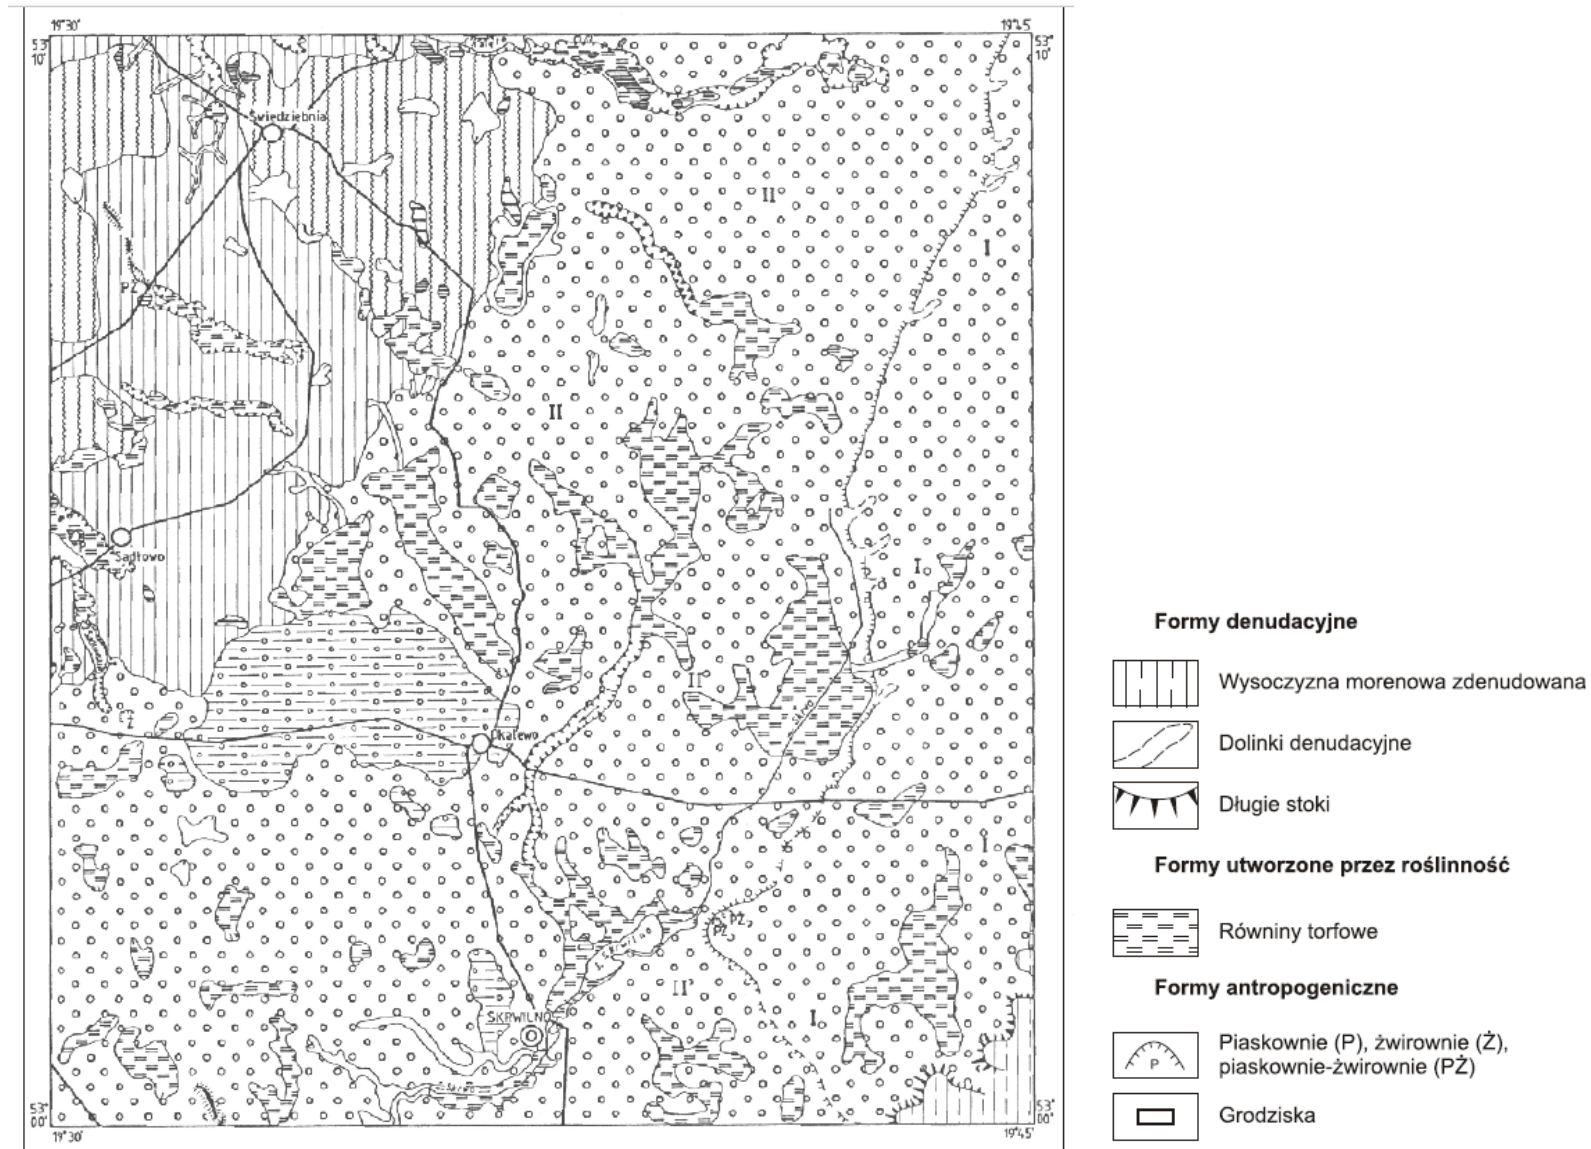 19°30'
19°45'
53°
10'
53°
10'
Świedziebnia
II
I
PŻ
II
Sadłowo
I
II
Ż
Okalewo
I
PŻ
PŻ
II
I
SKRWILNO
53°
00'
53°
00'
19°30'
19°45'
Formy denudacyjne
Wysoczyzna morenowa zdenudowana
Dolinki denudacyjne
Długie stoki
Formy utworzone przez roślinność
Równiny torfowe
Formy antropogeniczne
P
Piaskownie (P), żwirownie (Ż),
piaskownie-żwirownie (PŻ)
Grodziska